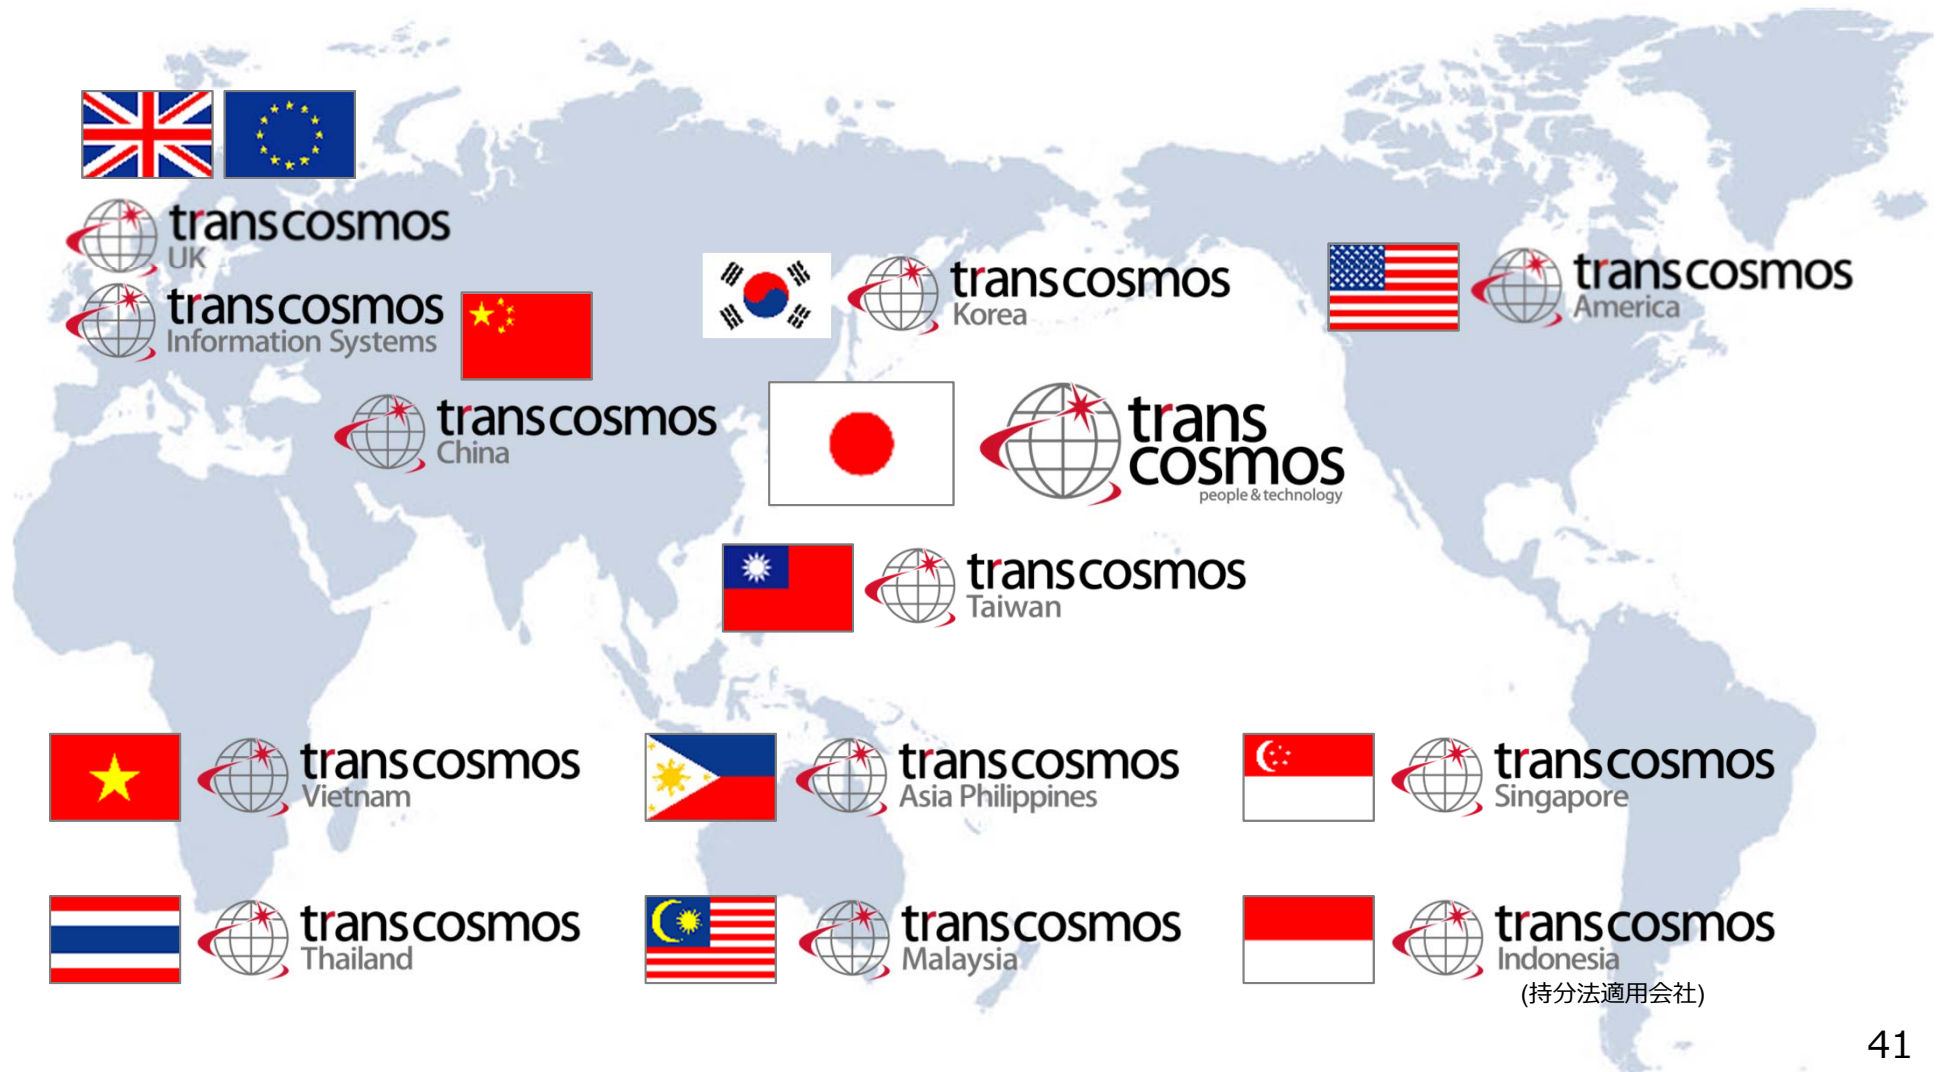 transcosmos
UK
transcosmos
Information Systems
transcosmos
Korea
transcosmos
America
transcosmos
China
trans
cosmos
people & technology
transcosmos
Taiwan
transcosmos
Vietnam
transcosmos
Asia Philippines
transcosmos
Singapore
transcosmos
Thailand
transcosmos
Malaysia
transcosmos
Indonesia
(持分法適用会社)
41